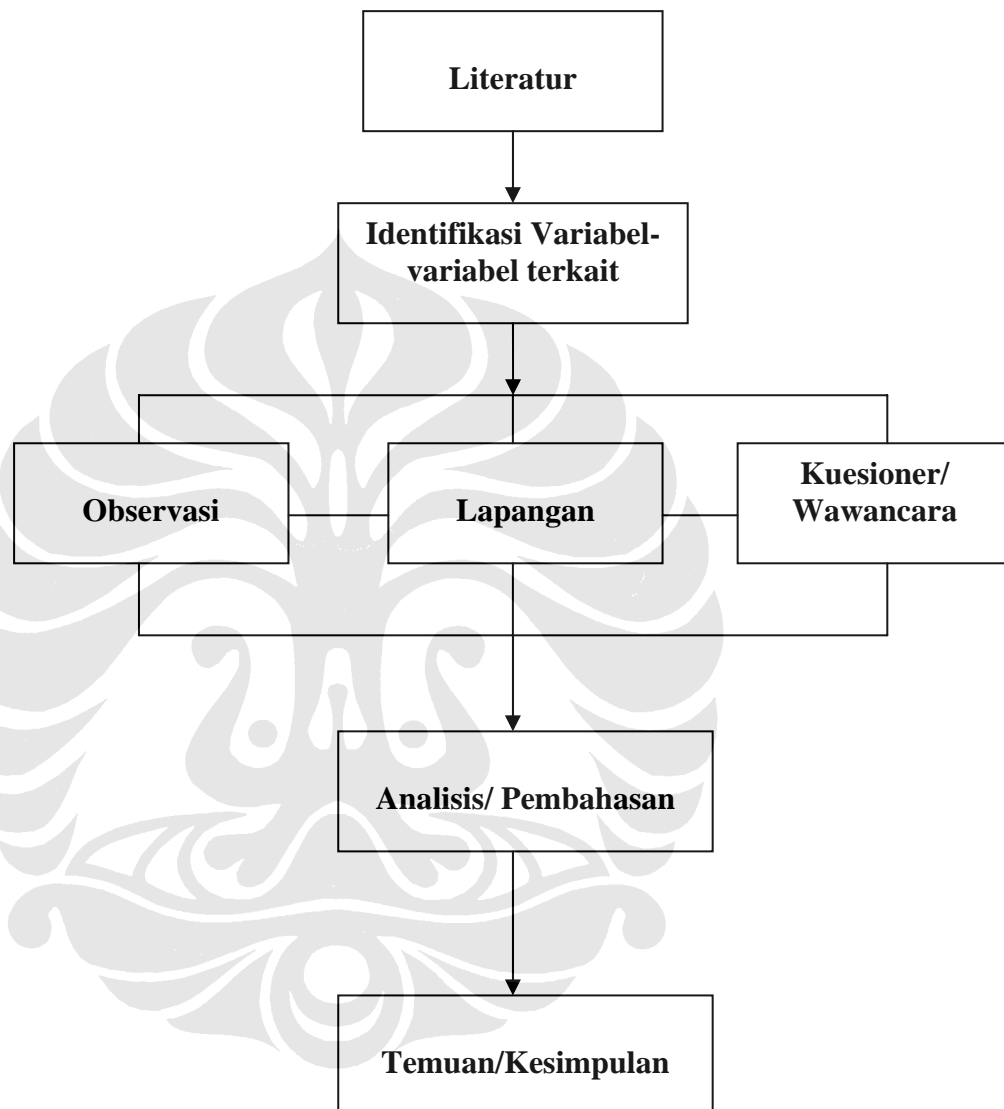 Literatur
Identifikasi Variabel-
variabel terkait
Observasi
Lapangan
Kuesioner/
Wawancara
Analisis/ Pembahasan
Temuan/Kesimpulan